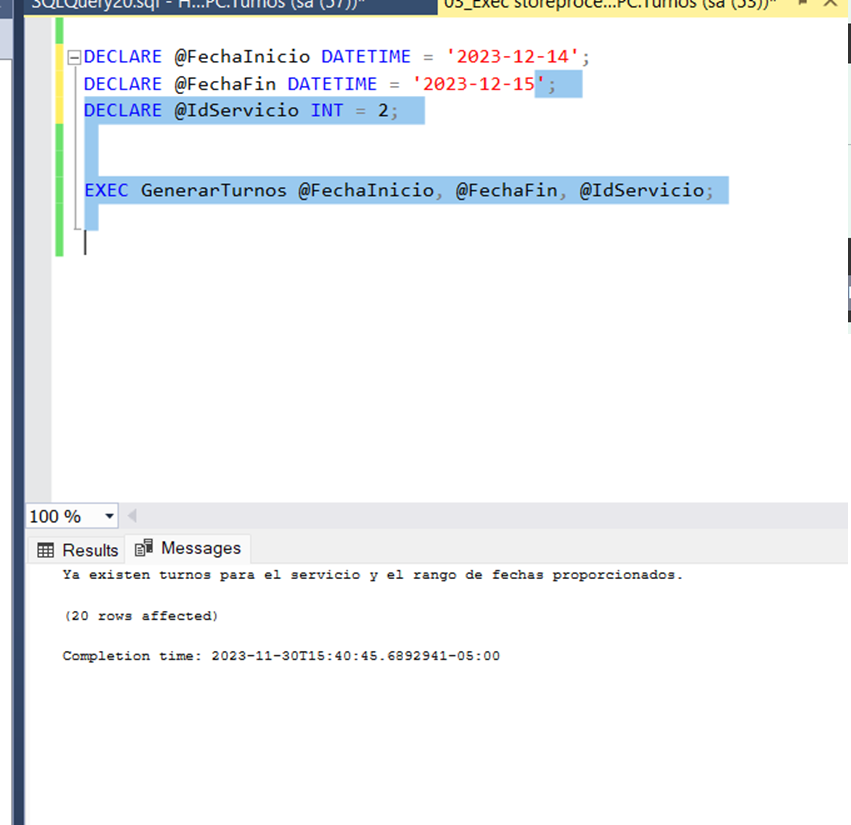 SQLQuery20.sql - H...PC.Turnos (sa (57))* 03_Exec storeproce...PC.Turnos (sa (53))*
DECLARE @FechaInicio DATETIME = '2023-12-14';
DECLARE @FechaFin DATETIME = '2023-12-15';
DECLARE @IdServicio INT = 2;
EXEC GenerarTurnos @FechaInicio, @FechaFin, @IdServicio;
100 %
Results Messages
Ya existen turnos para el servicio y el rango de fechas proporcionados.
(20 rows affected)
Completion time: 2023-11-30T15:40:45.6892941-05:00